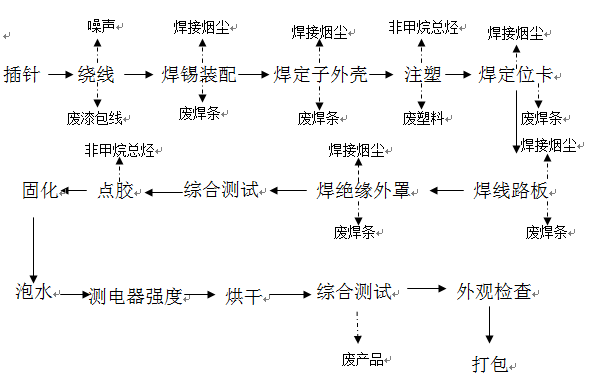 噪声 焊接烟尘 焊接烟尘 非甲烷总烃 焊接烟尘
插针 绕线 焊锡装配 焊定子外壳 注塑 焊定位卡
废漆包线 废焊条 废焊条 废塑料 废焊条
非甲烷总烃 焊接烟尘 焊接烟尘
固化 点胶 综合测试 焊绝缘外罩 焊线路板
废焊条 废焊条
泡水 测电器强度 烘干 综合测试 外观检查
废产品 打包